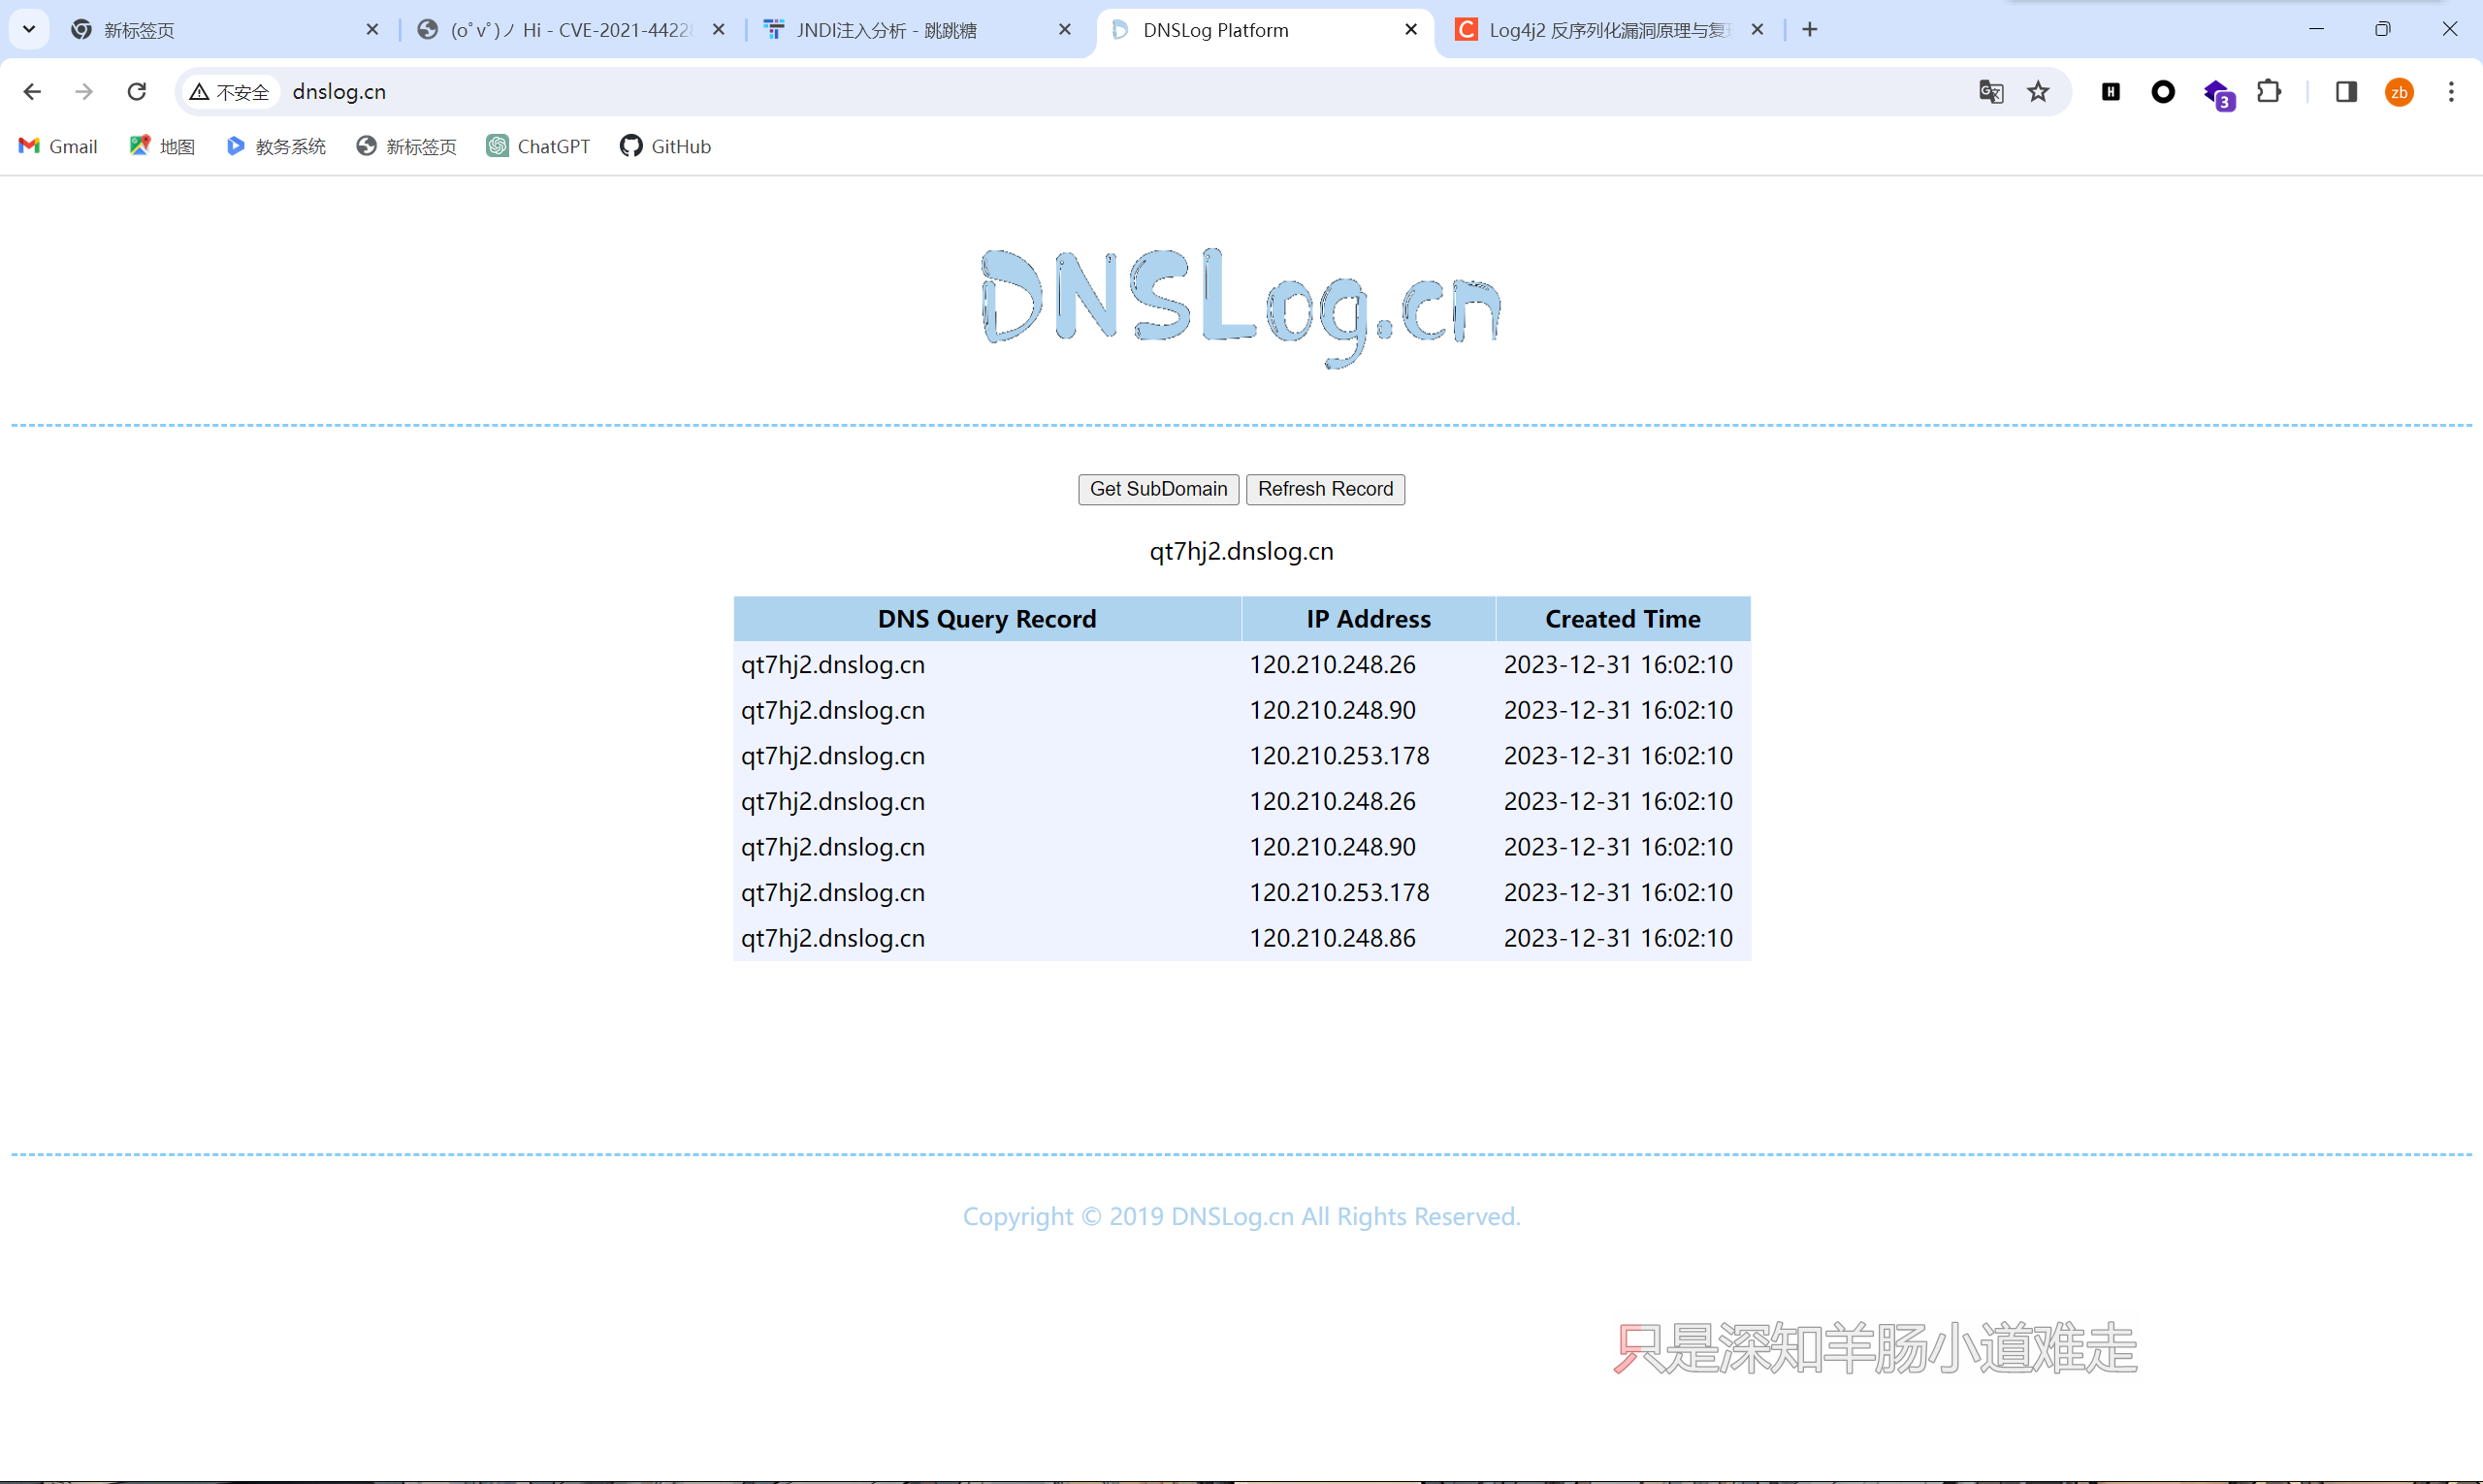 新标签页
(oﾟvﾟ)ノ Hi - CVE-2021-4422
JNDI注入分析 - 跳跳糖
DNSLog Platform
Log4j2 反序列化漏洞原理与复
不安全
dnslog.cn
3
zb
Gmail
地图
教务系统
新标签页
ChatGPT
GitHub
DNSLog.cn
Get SubDomain
Refresh Record
qt7hj2.dnslog.cn
DNS Query Record IP Address Created Time
qt7hj2.dnslog.cn 120.210.248.26 2023-12-31 16:02:10
qt7hj2.dnslog.cn 120.210.248.90 2023-12-31 16:02:10
qt7hj2.dnslog.cn 120.210.253.178 2023-12-31 16:02:10
qt7hj2.dnslog.cn 120.210.248.26 2023-12-31 16:02:10
qt7hj2.dnslog.cn 120.210.248.90 2023-12-31 16:02:10
qt7hj2.dnslog.cn 120.210.253.178 2023-12-31 16:02:10
qt7hj2.dnslog.cn 120.210.248.86 2023-12-31 16:02:10
Copyright © 2019 DNSLog.cn All Rights Reserved.
只是深知羊肠小道难走